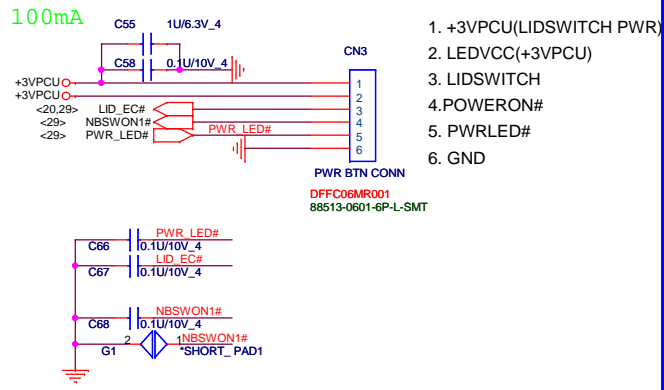 100mA
C55 1U/6.3V_4
C58 0.1U/10V_4
CN3
+3VPCU
+3VPCU
<20,29> LID_EC#
<29> NBSWON1#
<29> PWR_LED#
PWR_LED#
1
2
3
4
5
6
PWR BTN CONN
DFFC06MR001
88513-0601-6P-L-SMT
1. +3VPCU(LIDSWITCH PWR)
2. LEDVCC(+3VPCU)
3. LIDSWITCH
4.POWERON#
5. PWRLED#
6. GND
PWR_LED#
C66 0.1U/10V_4
LID_EC#
C67 0.1U/10V_4
NBSWON1#
C68 0.1U/10V_4
2 1 NBSWON1#
G1 *SHORT_ PAD1